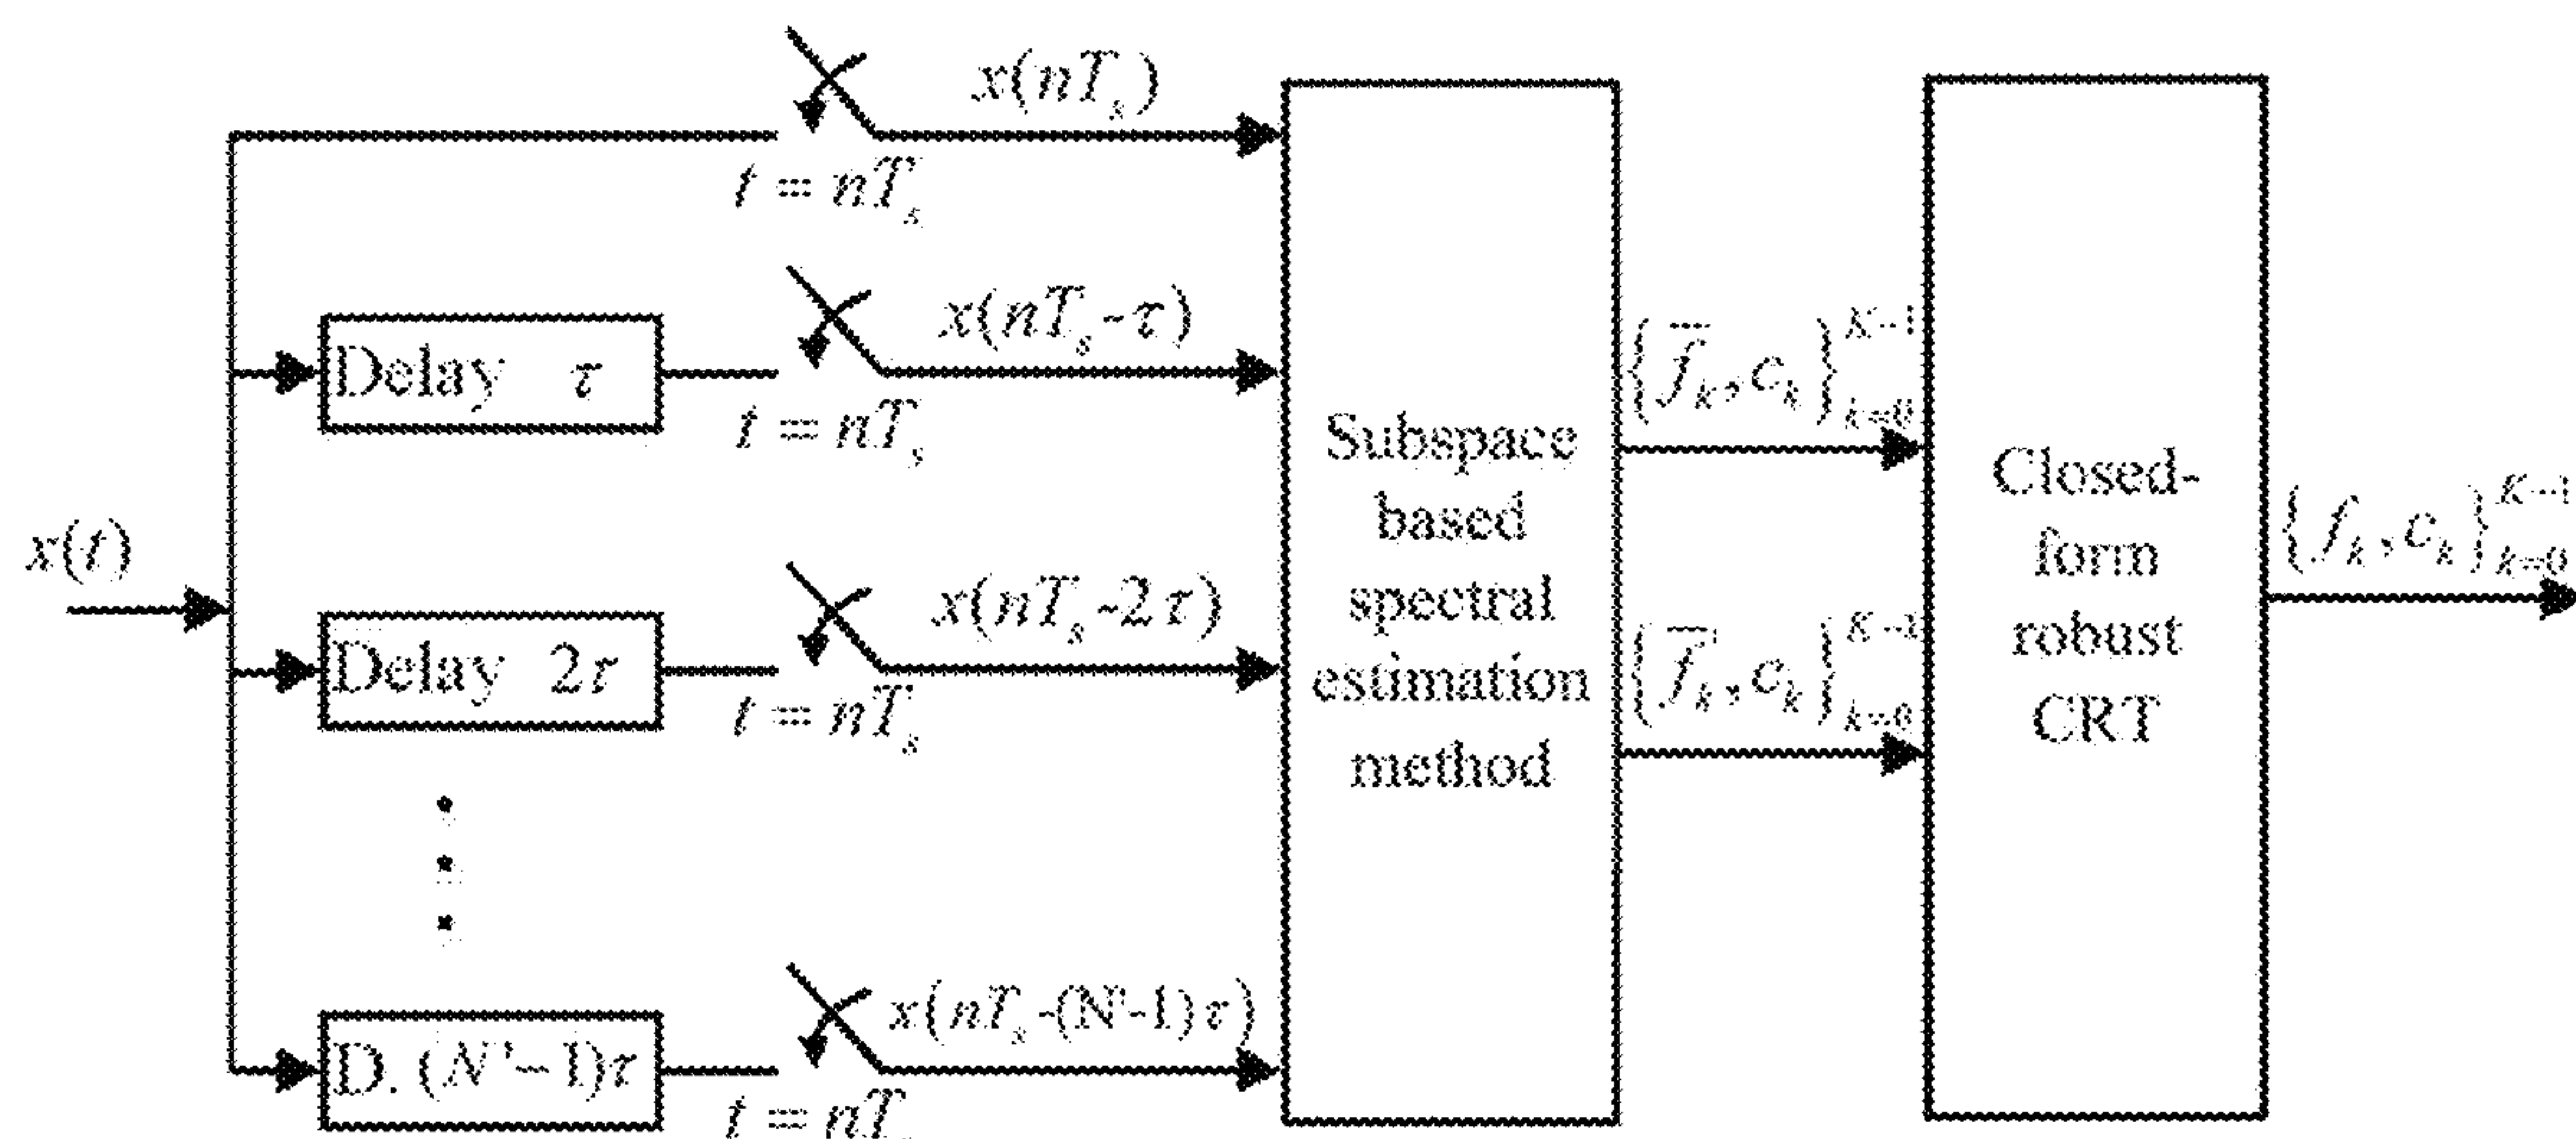 x(t)
x(nT_s)
t = nT_s
Delay τ
x(nT_s-τ)
t = nT_s
Delay 2τ
x(nT_s-2τ)
t = nT_s
D. (N'-1)τ
x(nT_s-(N'-1)τ)
t = nT
Subspace
based
spectral
estimation
method
{f̅_k, c_k}_{k=0}^{K-1}
{f̅'_k, c_k}_{k=0}^{K-1}
Closed-
form
robust
CRT
{f_k, c_k}_{k=0}^{K-1}